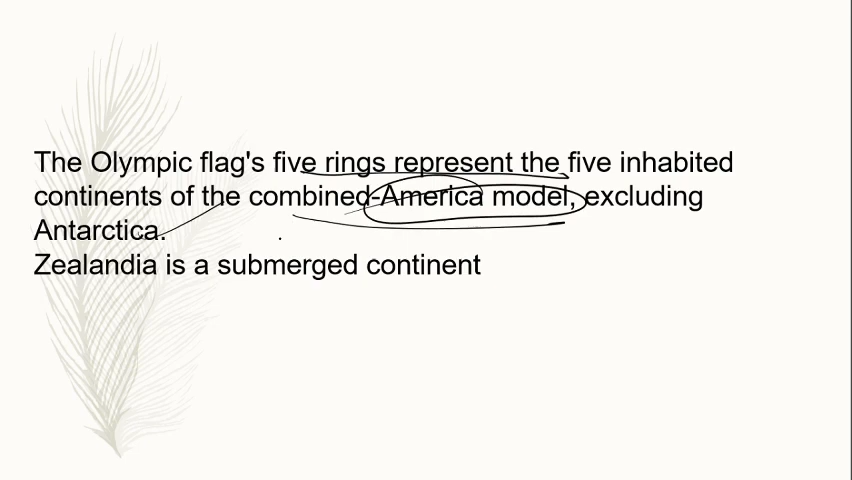 The Olympic flag's five rings represent the five inhabited
continents of the combined-America model, excluding
Antarctica.
Zealandia is a submerged continent